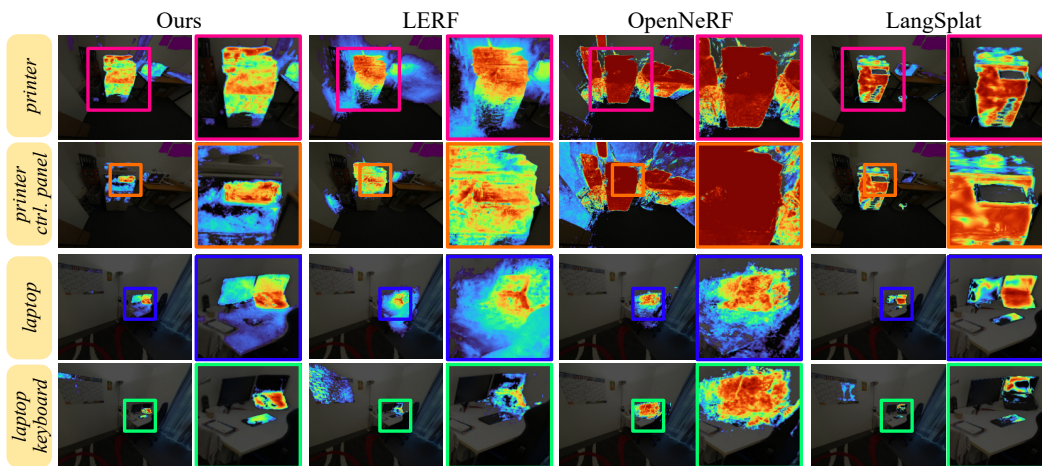 Ours LERF OpenNeRF LangSplat
printer
printer
ctrl. panel
laptop
laptop
keyboard